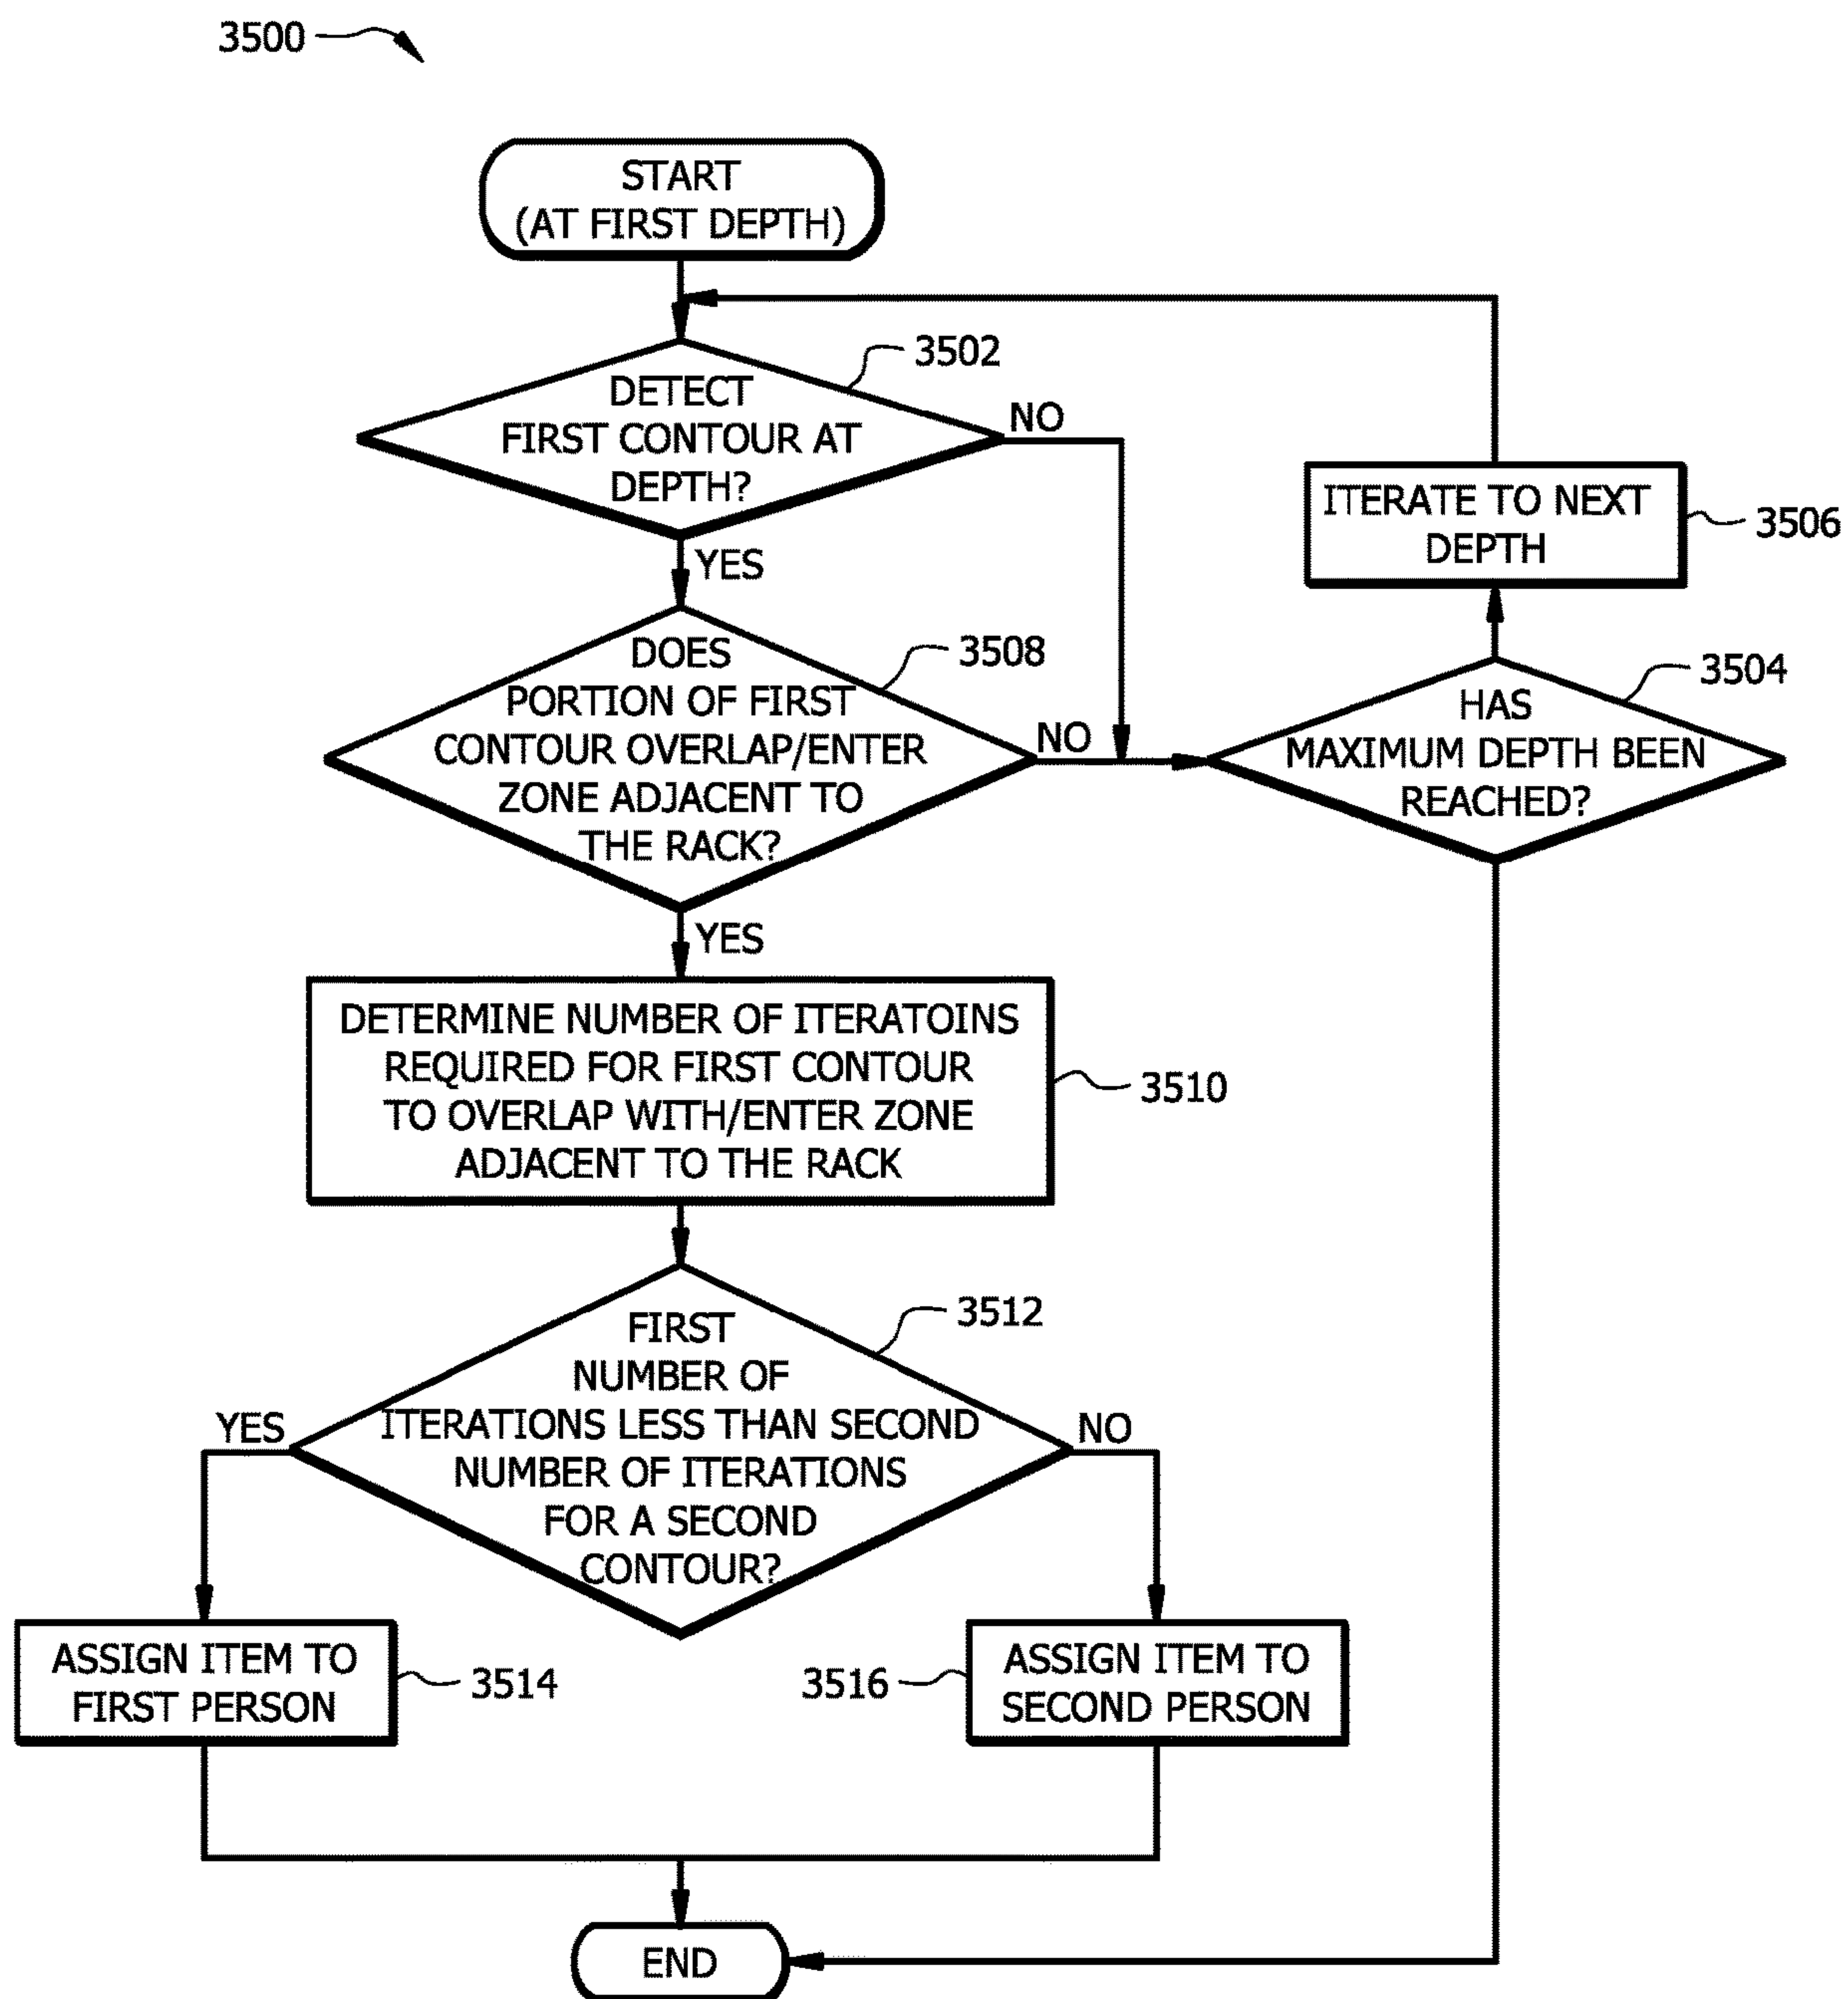 3500
START
(AT FIRST DEPTH)
3502
DETECT
FIRST CONTOUR AT
DEPTH?
NO
YES
ITERATE TO NEXT
DEPTH
3506
3508
DOES
PORTION OF FIRST
CONTOUR OVERLAP/ENTER
ZONE ADJACENT TO
THE RACK?
NO
YES
3504
HAS
MAXIMUM DEPTH BEEN
REACHED?
DETERMINE NUMBER OF ITERATOINS
REQUIRED FOR FIRST CONTOUR
TO OVERLAP WITH/ENTER ZONE
ADJACENT TO THE RACK
3510
3512
FIRST
NUMBER OF
ITERATIONS LESS THAN SECOND
NUMBER OF ITERATIONS
FOR A SECOND
CONTOUR?
YES
NO
ASSIGN ITEM TO
FIRST PERSON
3514
3516
ASSIGN ITEM TO
SECOND PERSON
END